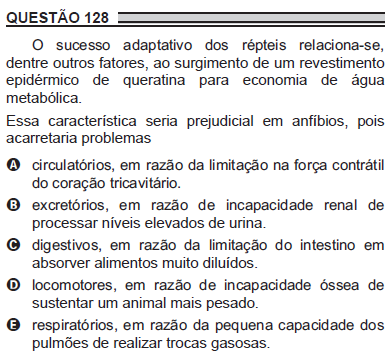 QUESTÃO 128
O sucesso adaptativo dos répteis relaciona-se,
dentre outros fatores, ao surgimento de um revestimento
epidérmico de queratina para economia de água
metabólica.
Essa característica seria prejudicial em anfíbios, pois
acarretaria problemas
A circulatórios, em razão da limitação na força contrátil
do coração tricavitário.
B excretórios, em razão de incapacidade renal de
processar níveis elevados de urina.
C digestivos, em razão da limitação do intestino em
absorver alimentos muito diluídos.
D locomotores, em razão de incapacidade óssea de
sustentar um animal mais pesado.
E respiratórios, em razão da pequena capacidade dos
pulmões de realizar trocas gasosas.